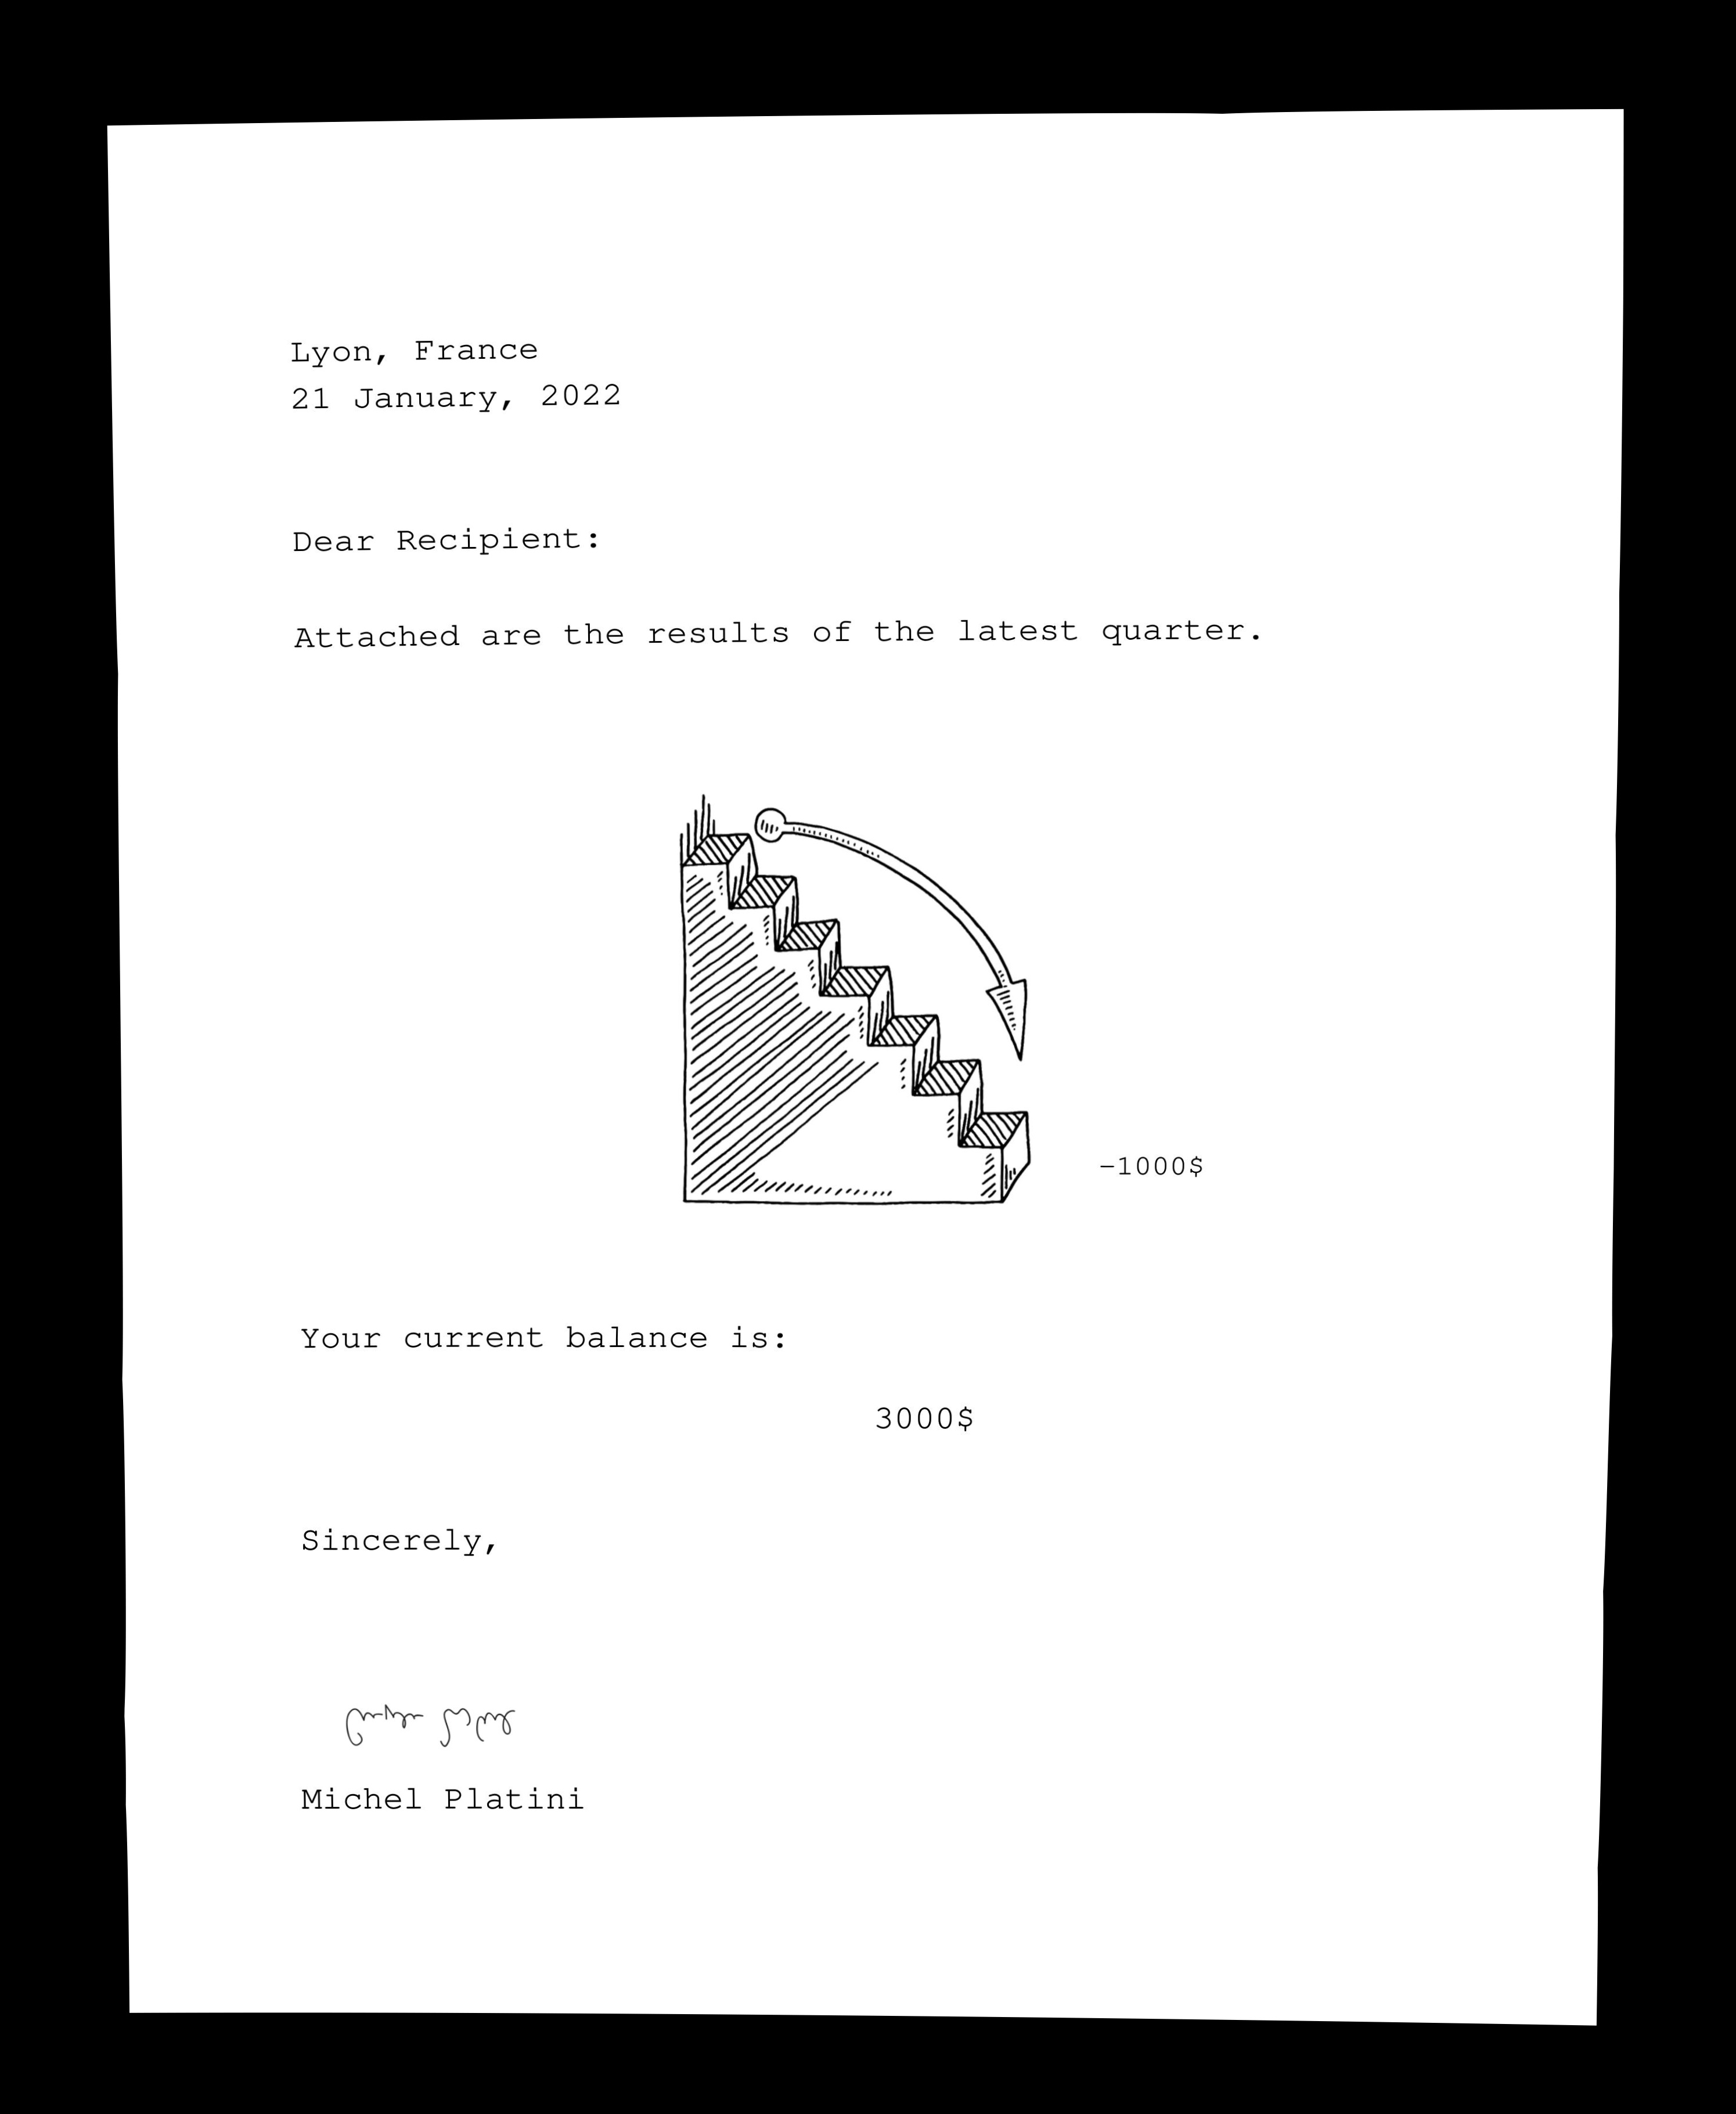 Lyon, France
21 January, 2022
Dear Recipient:
Attached are the results of the latest quarter.
−1000$
Your current balance is:
3000$
Sincerely,
Michel Platini